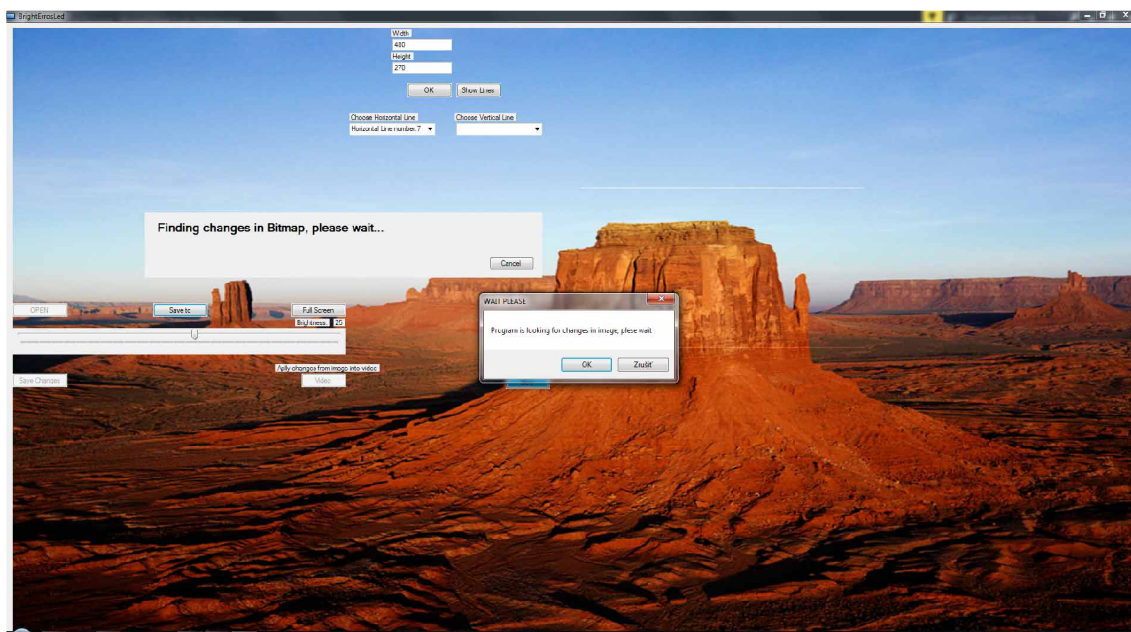 BrightErrosLed
Width
480
Height
270
OK
Show Lines
Choose Horizontal Line
Choose Vertical Line
Horizontal Line number.7
Finding changes in Bitmap, please wait...
Cancel
WAIT PLEASE
Program is looking for changes in image, plese wait
OK
Zrušiť
OPEN
Save to
Full Screen
Brightness:
25
Aplly changes from image into video
Save Changes
Video